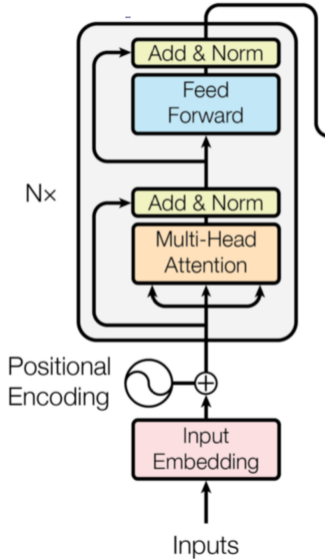 Add & Norm
Feed
Forward
N×
Add & Norm
Multi-Head
Attention
Positional
Encoding
Input
Embedding
Inputs